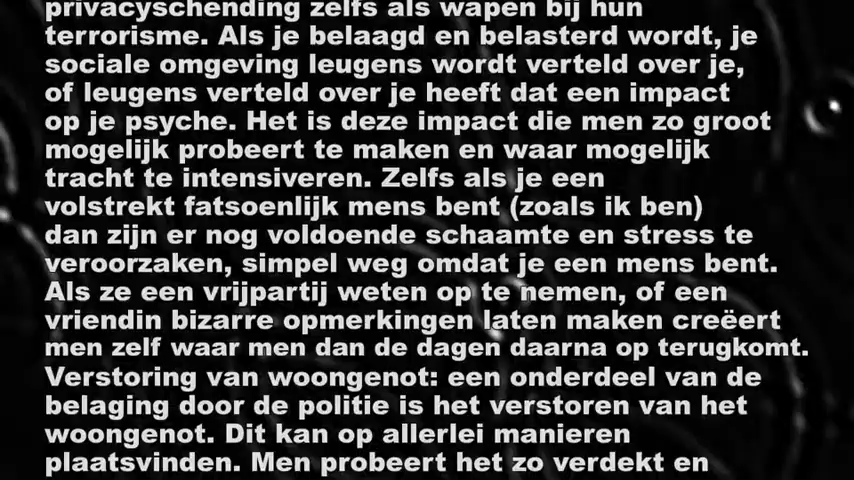 privacyschending zelfs als wapen bij hun
terrorisme. Als je belaagd en belasterd wordt, je
sociale omgeving leugens wordt verteld over je,
of leugens verteld over je heeft dat een impact
op je psyche. Het is deze impact die men zo groot
mogelijk probeert te maken en waar mogelijk
tracht te intensiveren. Zelfs als je een
volstrekt fatsoenlijk mens bent (zoals ik ben)
dan zijn er nog voldoende schaamte en stress te
veroorzaken, simpel weg omdat je een mens bent.
Als ze een vrijpartij weten op te nemen, of een
vriendin bizarre opmerkingen laten maken creëert
men zelf waar men dan de dagen daarna op terugkomt.
Verstoring van woongenot: een onderdeel van de
belaging door de politie is het verstoren van het
woongenot. Dit kan op allerlei manieren
plaatsvinden. Men probeert het zo verdekt en